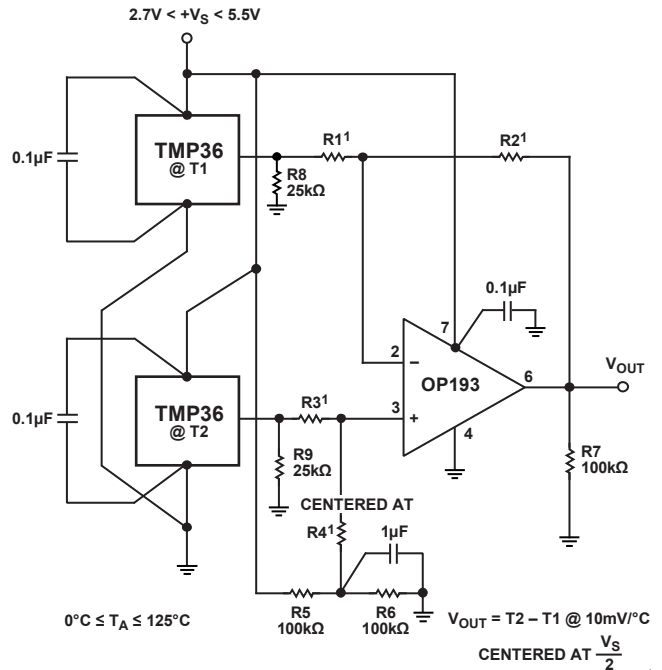 2.7V < +VS < 5.5V
0.1µF
TMP36
@ T1
R1¹
R2¹
R8
25kΩ
0.1µF
7
2
−
OP193
6
VOUT
3
+
4
0.1µF
TMP36
@ T2
R3¹
R9
25kΩ
R7
100kΩ
CENTERED AT
R4¹
1µF
R5
100kΩ
R6
100kΩ
0°C ≤ TA ≤ 125°C
VOUT = T2 – T1 @ 10mV/°C
CENTERED AT VS
2